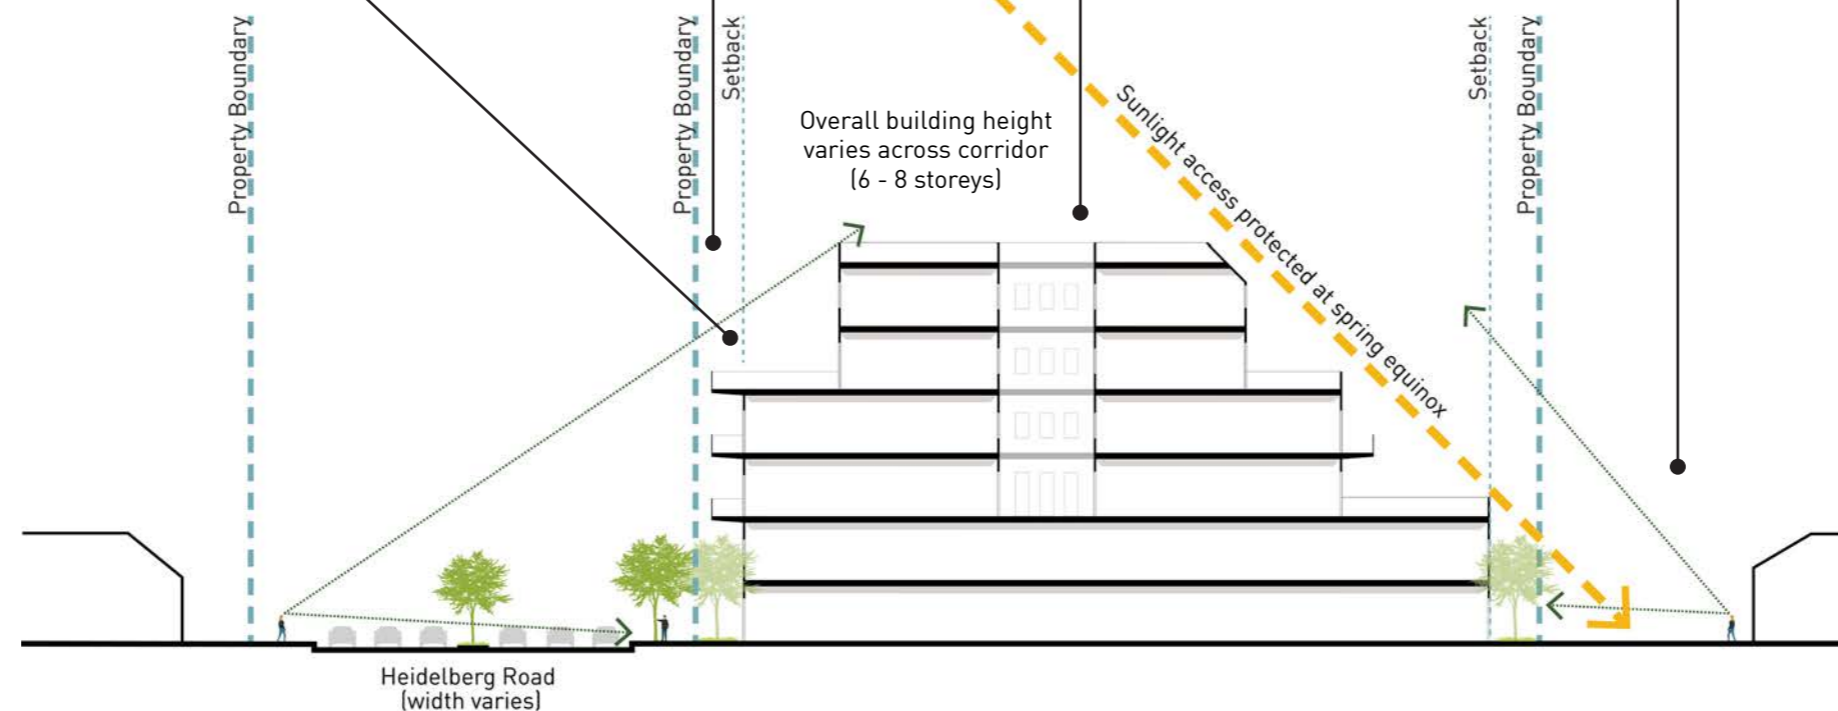 Property Boundary
Property Boundary
Setback
Overall building height
varies across corridor
(6 - 8 storeys)
Sunlight access protected at spring equinox
Setback
Property Boundary
Heidelberg Road
(width varies)